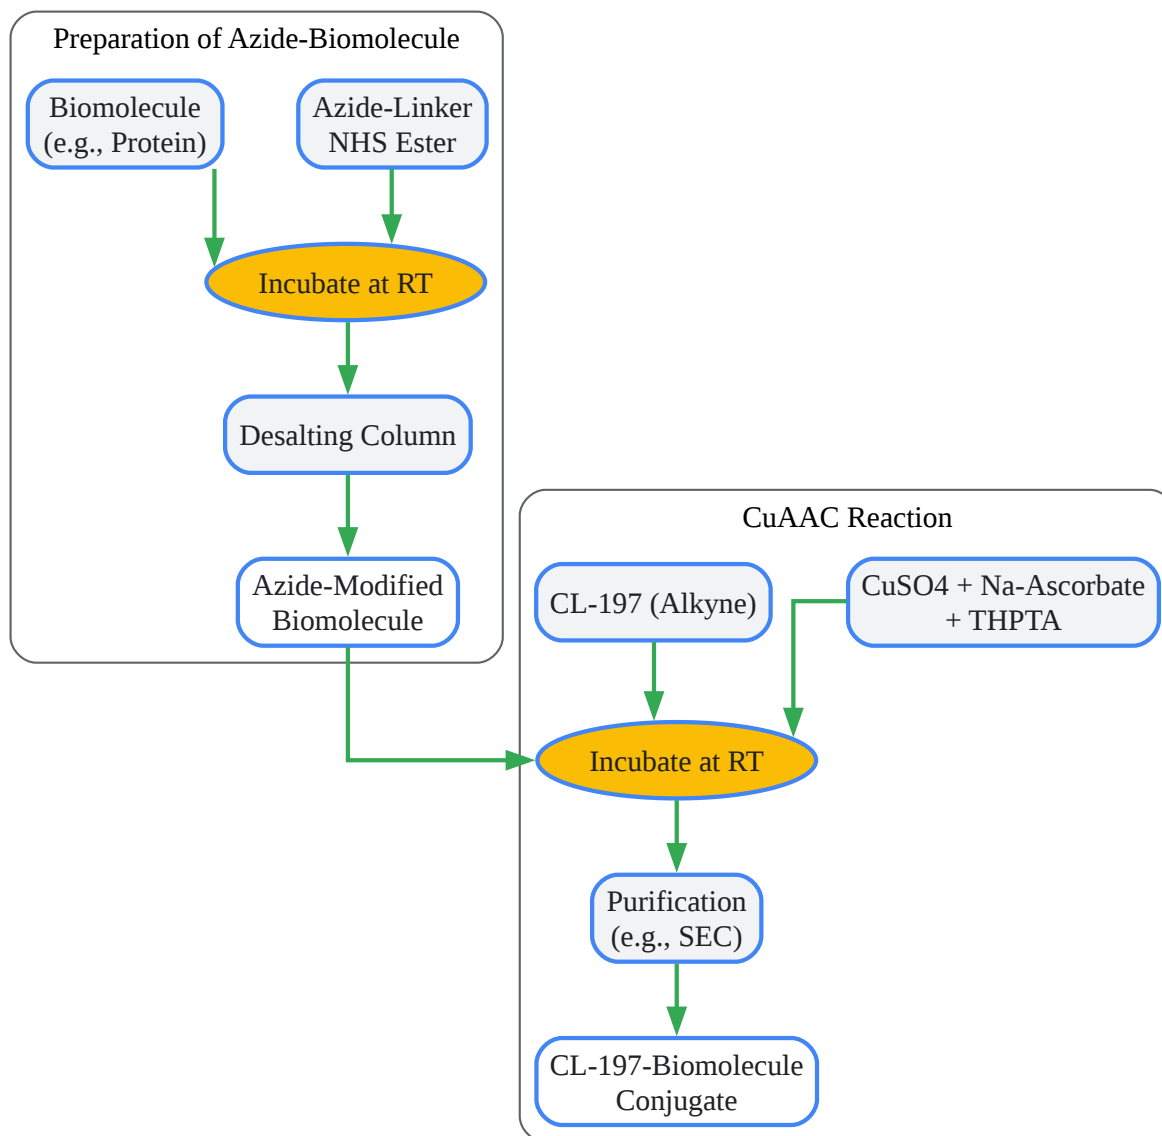 Preparation of Azide-Biomolecule
Biomolecule
(e.g., Protein)
Azide-Linker
NHS Ester
Incubate at RT
Desalting Column
Azide-Modified
Biomolecule
CuAAC Reaction
CL-197 (Alkyne)
CuSO4 + Na-Ascorbate
+ THPTA
Incubate at RT
Purification
(e.g., SEC)
CL-197-Biomolecule
Conjugate